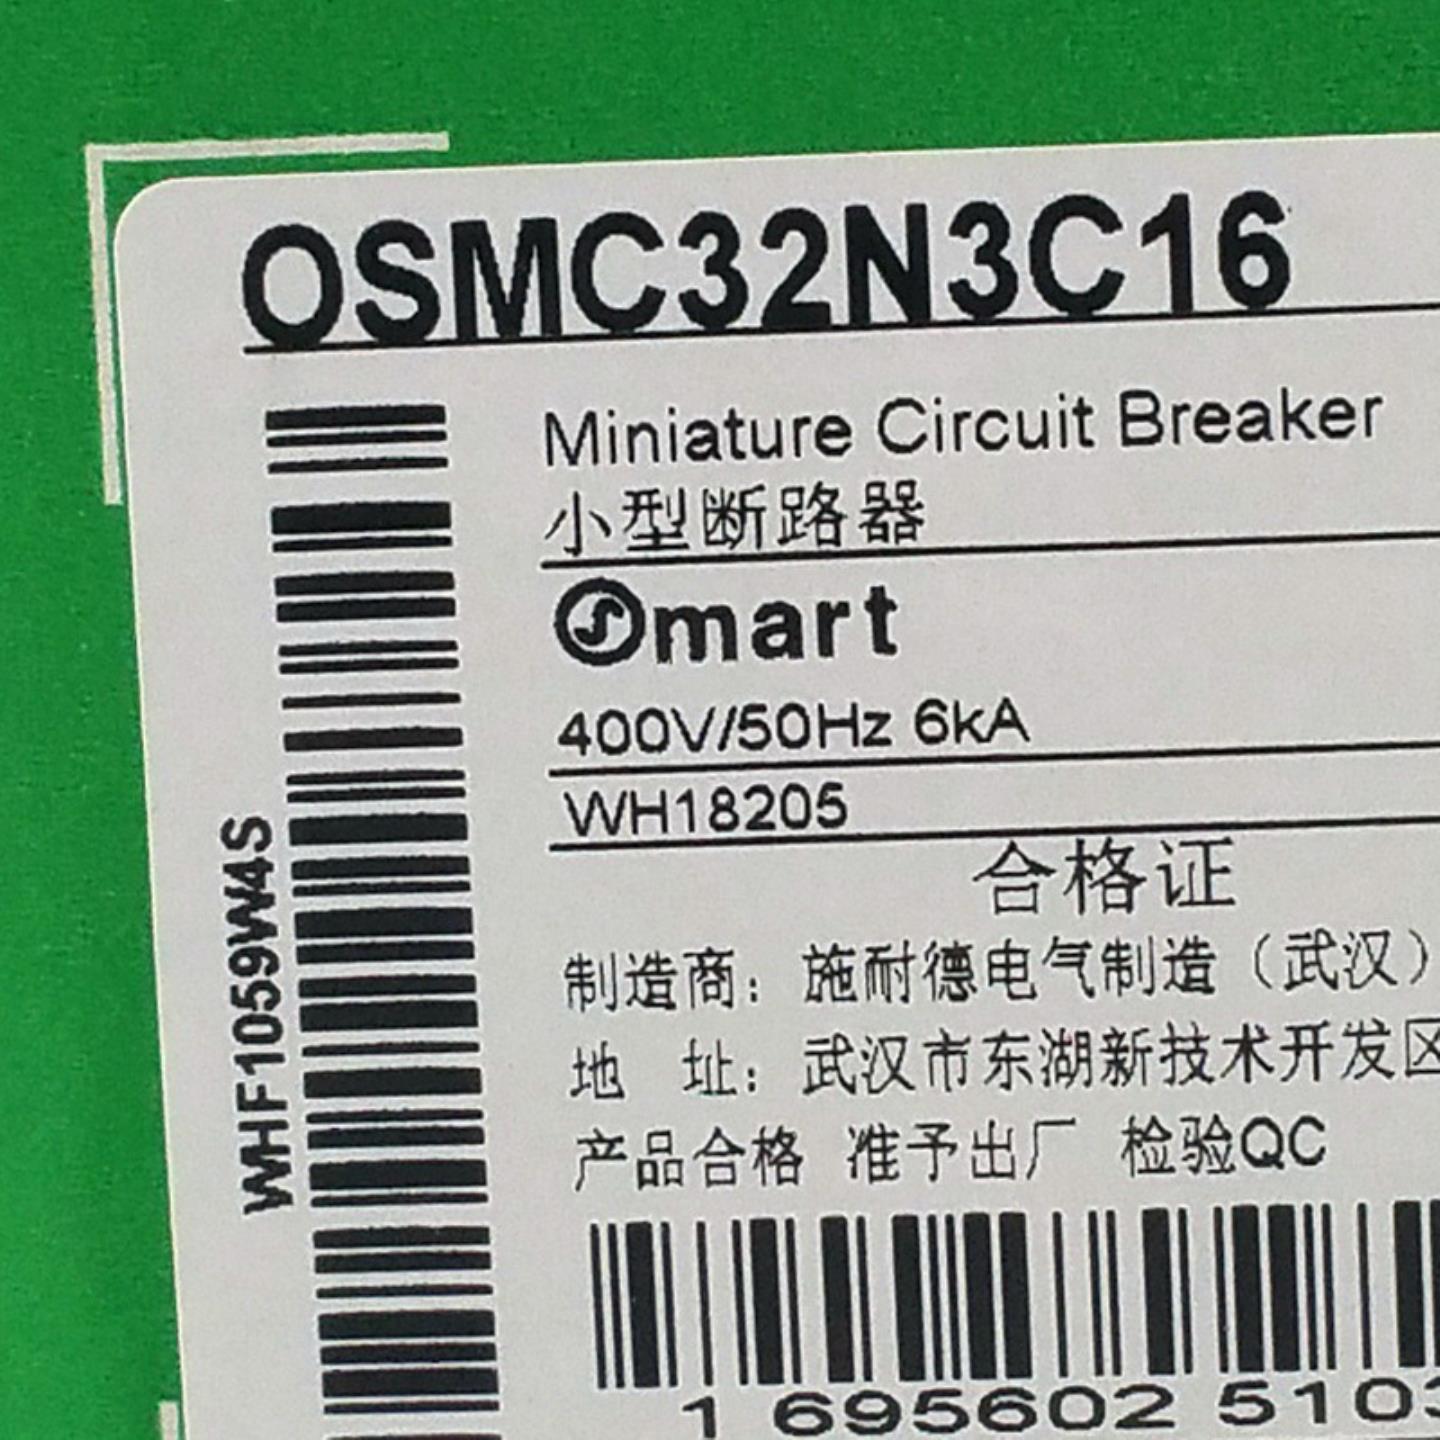 OSMC32N3C16
Miniature Circuit Breaker
小型断路器
Smart
400V/50Hz 6kA
WH18205
合格证
制造商：施耐德电气制造（武汉）
地 址：武汉市东湖新技术开发区
产品合格 准予出厂 检验QC
WHF1059W4S
1 695602 5103